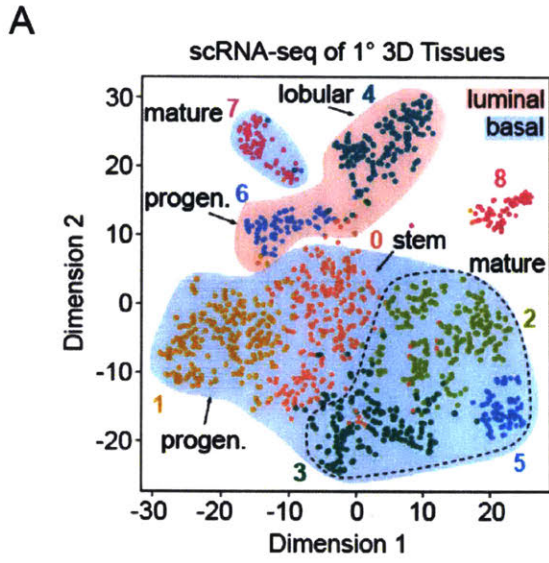 A
scRNA-seq of 1° 3D Tissues
30
20
10
0
-10
-20
Dimension 2
mature 7
lobular 4
luminal
basal
progen. 6
8
0 stem
mature
2
1
progen.
3
5
-30 -20 -10 0 10 20
Dimension 1